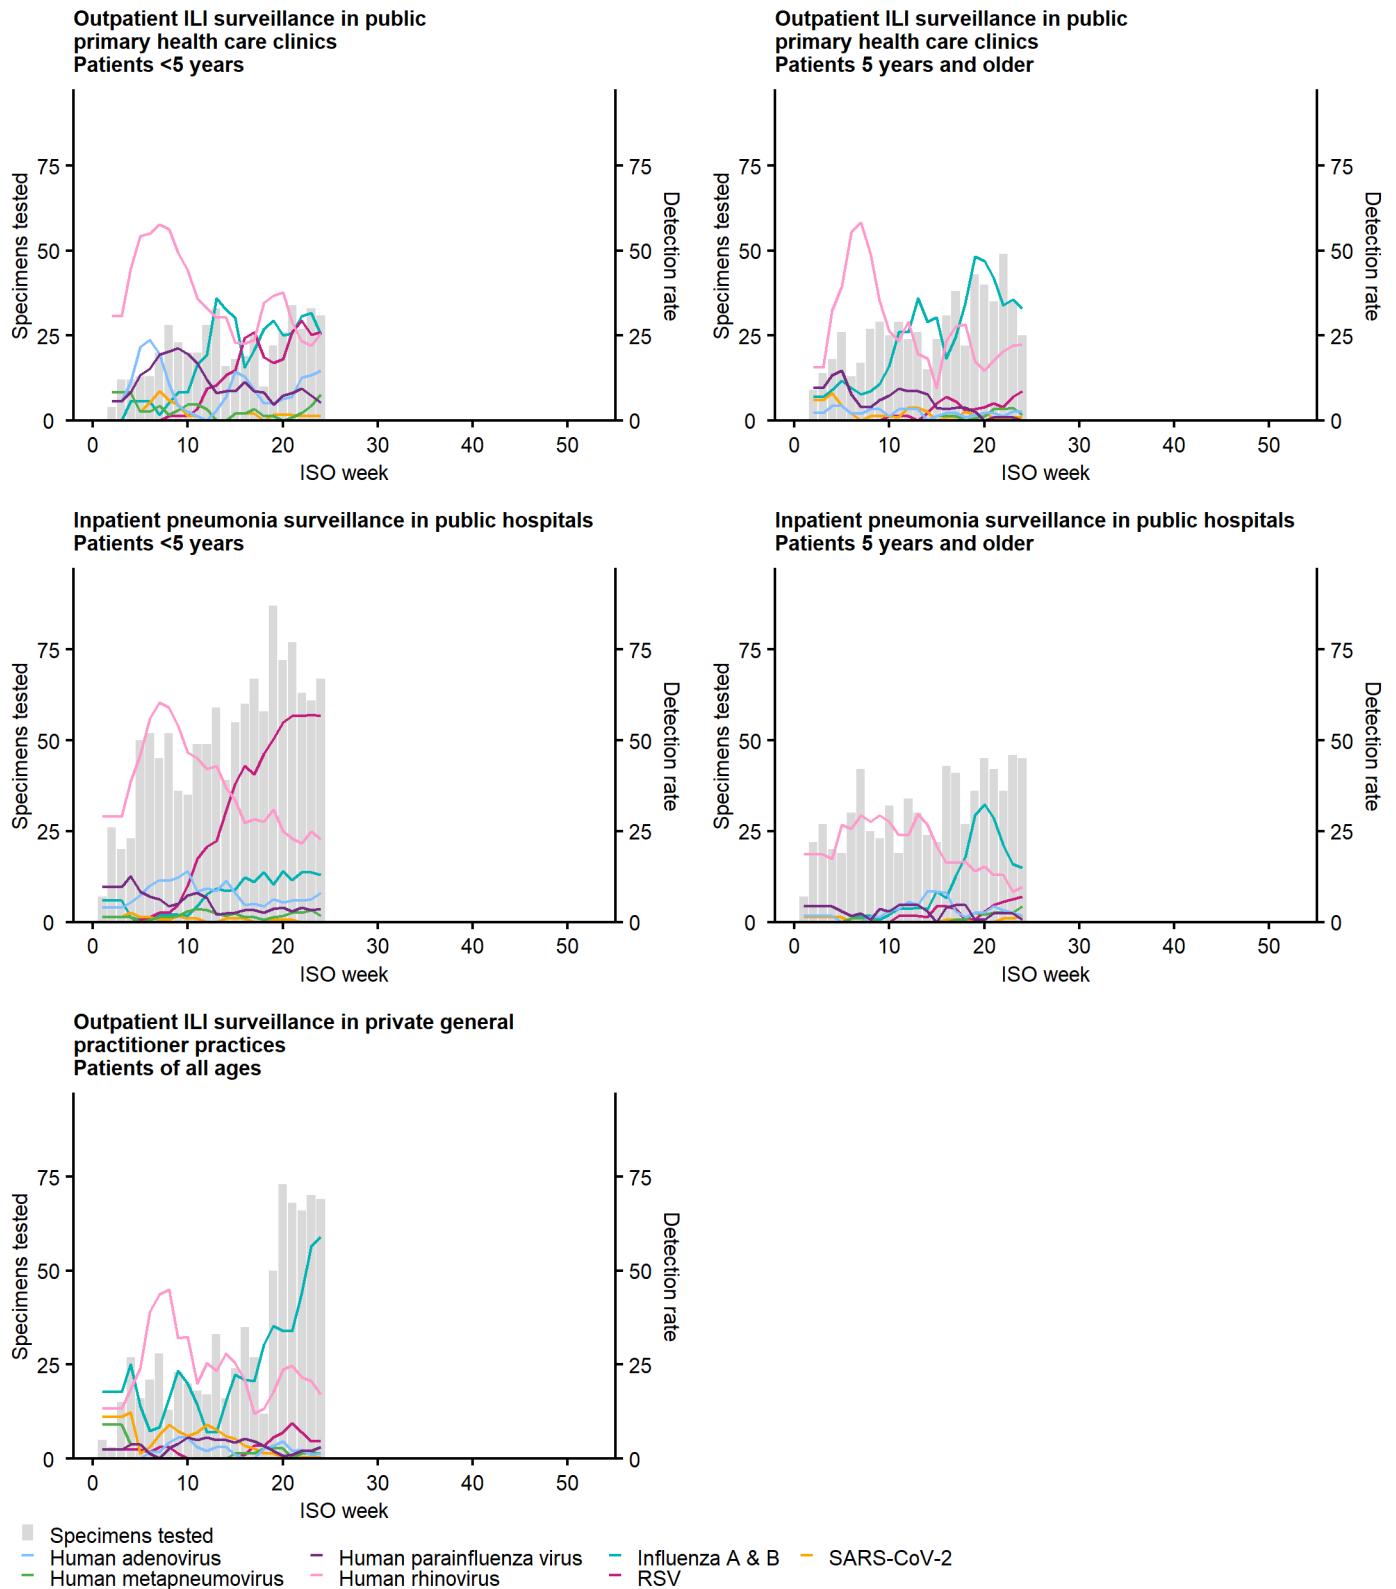 Outpatient ILI surveillance in public
primary health care clinics
Patients <5 years
Specimens tested
75
50
25
0
75
50
25
0
Detection rate
0 10 20 30 40 50
ISO week
Outpatient ILI surveillance in public
primary health care clinics
Patients 5 years and older
Specimens tested
75
50
25
0
75
50
25
0
Detection rate
0 10 20 30 40 50
ISO week
Inpatient pneumonia surveillance in public hospitals
Patients <5 years
Specimens tested
75
50
25
0
75
50
25
0
Detection rate
0 10 20 30 40 50
ISO week
Inpatient pneumonia surveillance in public hospitals
Patients 5 years and older
Specimens tested
75
50
25
0
75
50
25
0
Detection rate
0 10 20 30 40 50
ISO week
Outpatient ILI surveillance in private general
practitioner practices
Patients of all ages
Specimens tested
75
50
25
0
75
50
25
0
Detection rate
0 10 20 30 40 50
ISO week
Specimens tested
Human adenovirus Human parainfluenza virus Influenza A & B SARS-CoV-2
Human metapneumovirus Human rhinovirus RSV